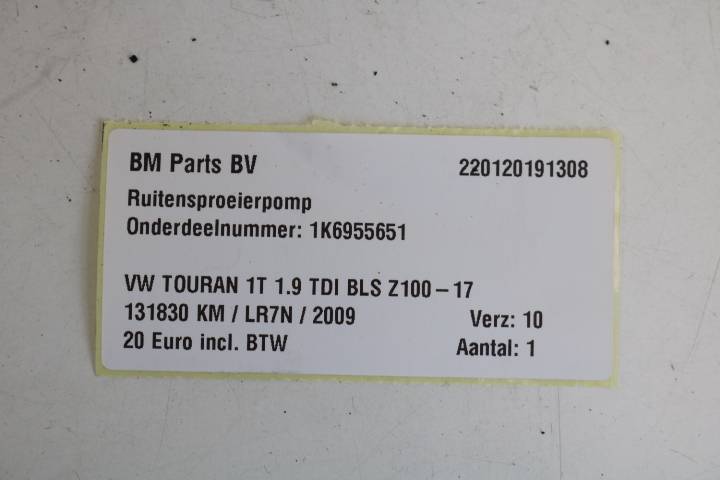 BM Parts BV 220120191308
Ruitensproeierpomp
Onderdeelnummer: 1K6955651
VW TOURAN 1T 1.9 TDI BLS Z100-17
131830 KM / LR7N / 2009 Verz: 10
20 Euro incl. BTW Aantal: 1